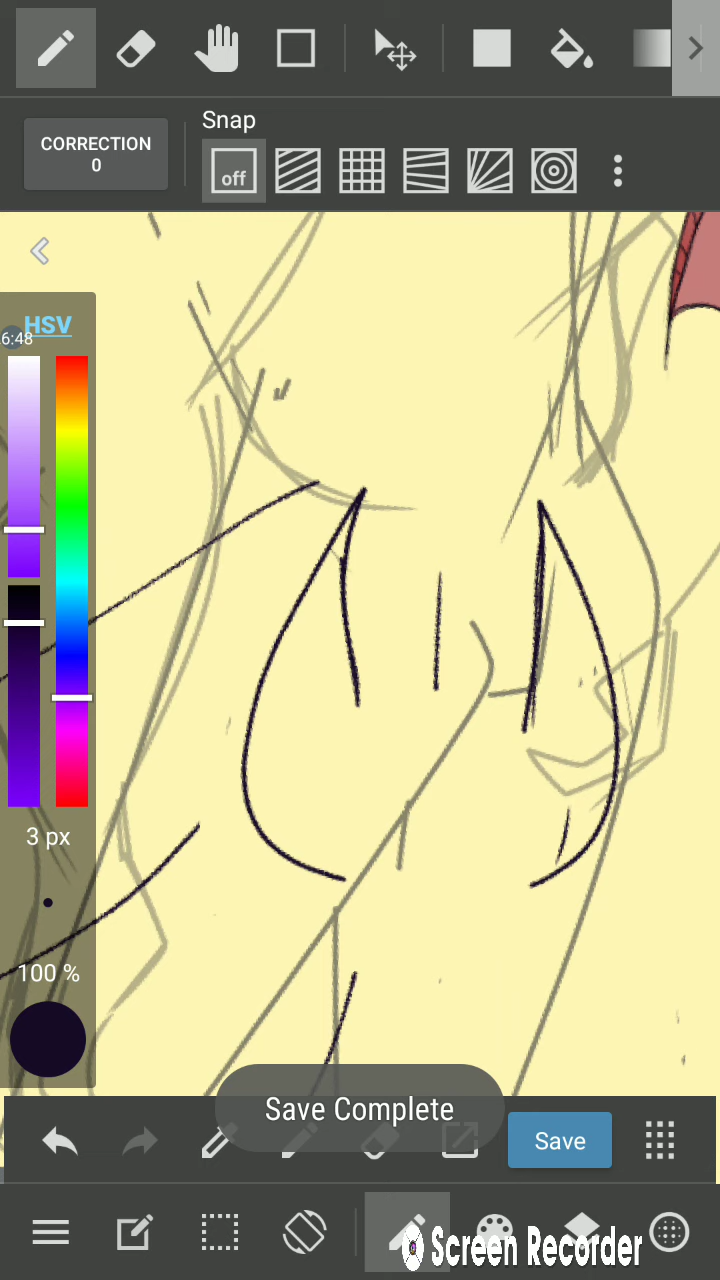 Snap
CORRECTION
0
off
HSV
6:48
3 px
100 %
Save Complete
Save
Screen Recorder